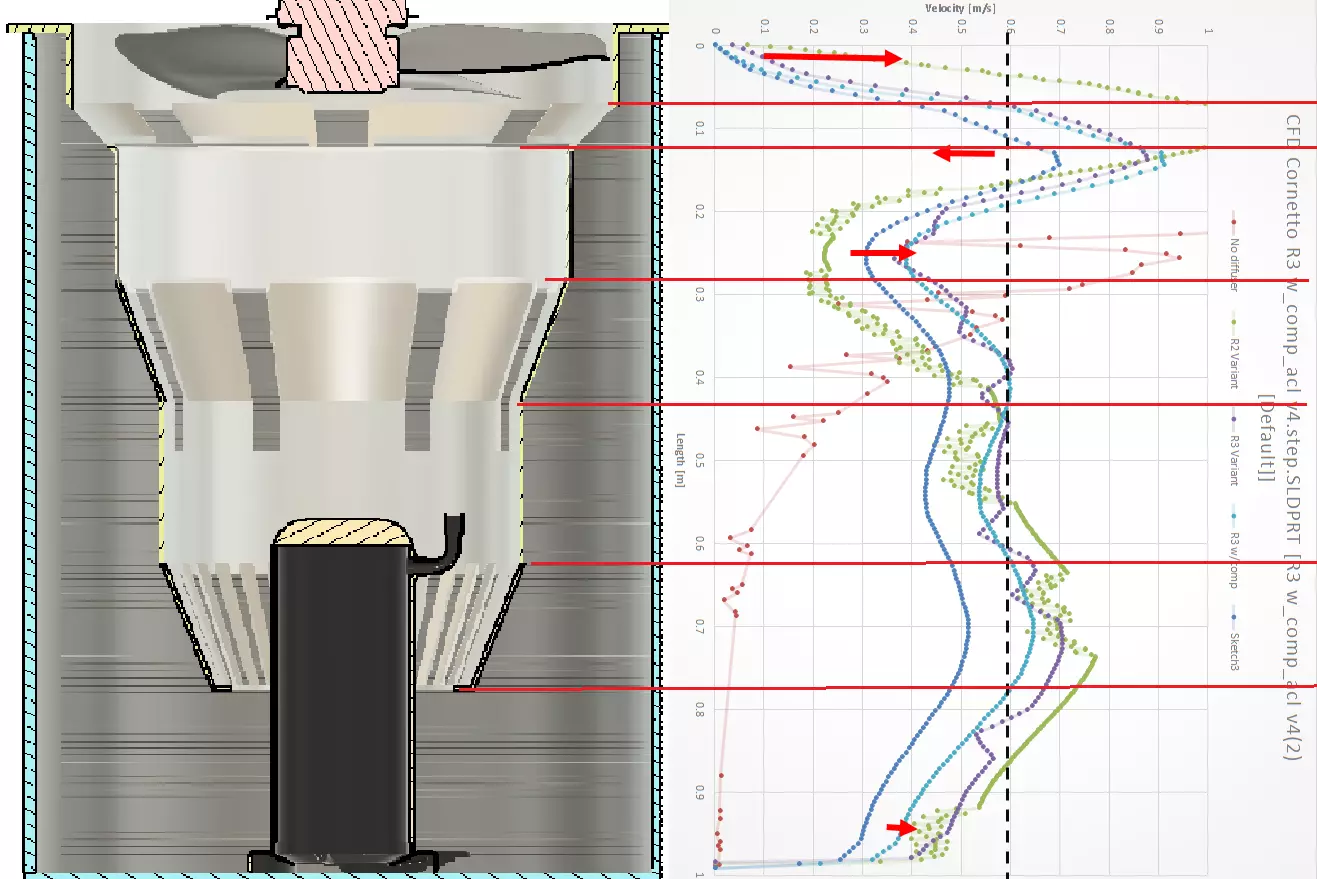 Velocity [m/s]
0 0.1 0.2 0.3 0.4 0.5 0.6 0.7 0.8 0.9 1
0
0.1
0.2
0.3
0.4
0.5
0.6
0.7
0.8
0.9
1
Length [m]
No diffuser
R2 Variant
R3 Variant
R3 w/comp
Sketch3
CFD Cornetto R3 w_comp_acl v4.step.SLDPRT [R3 w_comp_acl v4(2)
[Default]]